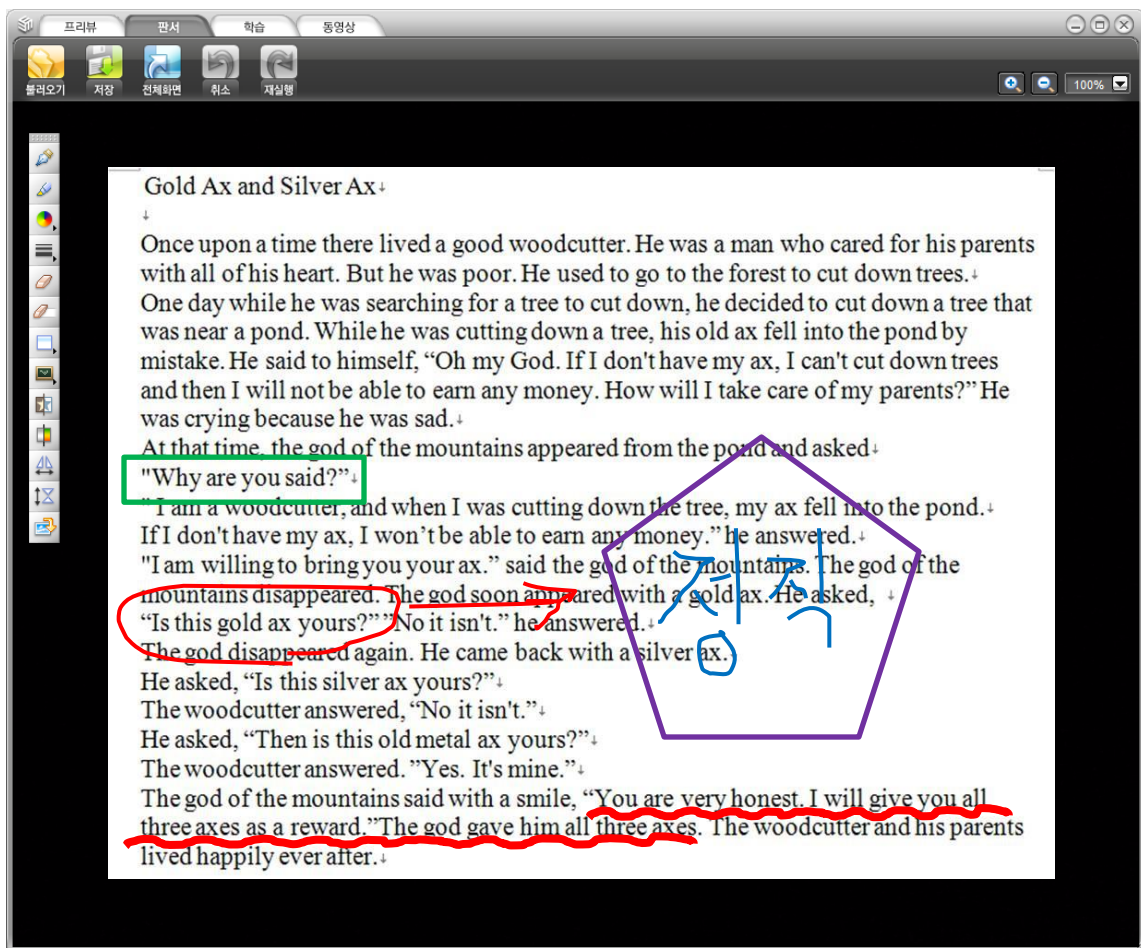 프리뷰 판서 학습 동영상
불러오기 저장 전체화면 취소 재실행
100%
Gold Ax and Silver Ax
Once upon a time there lived a good woodcutter. He was a man who cared for his parents
with all of his heart. But he was poor. He used to go to the forest to cut down trees.
One day while he was searching for a tree to cut down, he decided to cut down a tree that
was near a pond. While he was cutting down a tree, his old ax fell into the pond by
mistake. He said to himself, “Oh my God. If I don't have my ax, I can't cut down trees
and then I will not be able to earn any money. How will I take care of my parents?” He
was crying because he was sad.
At that time, the god of the mountains appeared from the pond and asked
"Why are you said?”
" I am a woodcutter, and when I was cutting down the tree, my ax fell into the pond.
If I don't have my ax, I won’t be able to earn any money.” he answered.
"I am willing to bring you your ax.” said the god of the mountains. The god of the
mountains disappeared. The god soon appeared with a gold ax. He asked,
“Is this gold ax yours?” ”No it isn't.” he answered.
The god disappeared again. He came back with a silver ax.
정직
He asked, “Is this silver ax yours?”
The woodcutter answered, “No it isn't.”
He asked, “Then is this old metal ax yours?”
The woodcutter answered. ”Yes. It's mine.”
The god of the mountains said with a smile, “You are very honest. I will give you all
three axes as a reward.”The god gave him all three axes. The woodcutter and his parents
lived happily ever after.